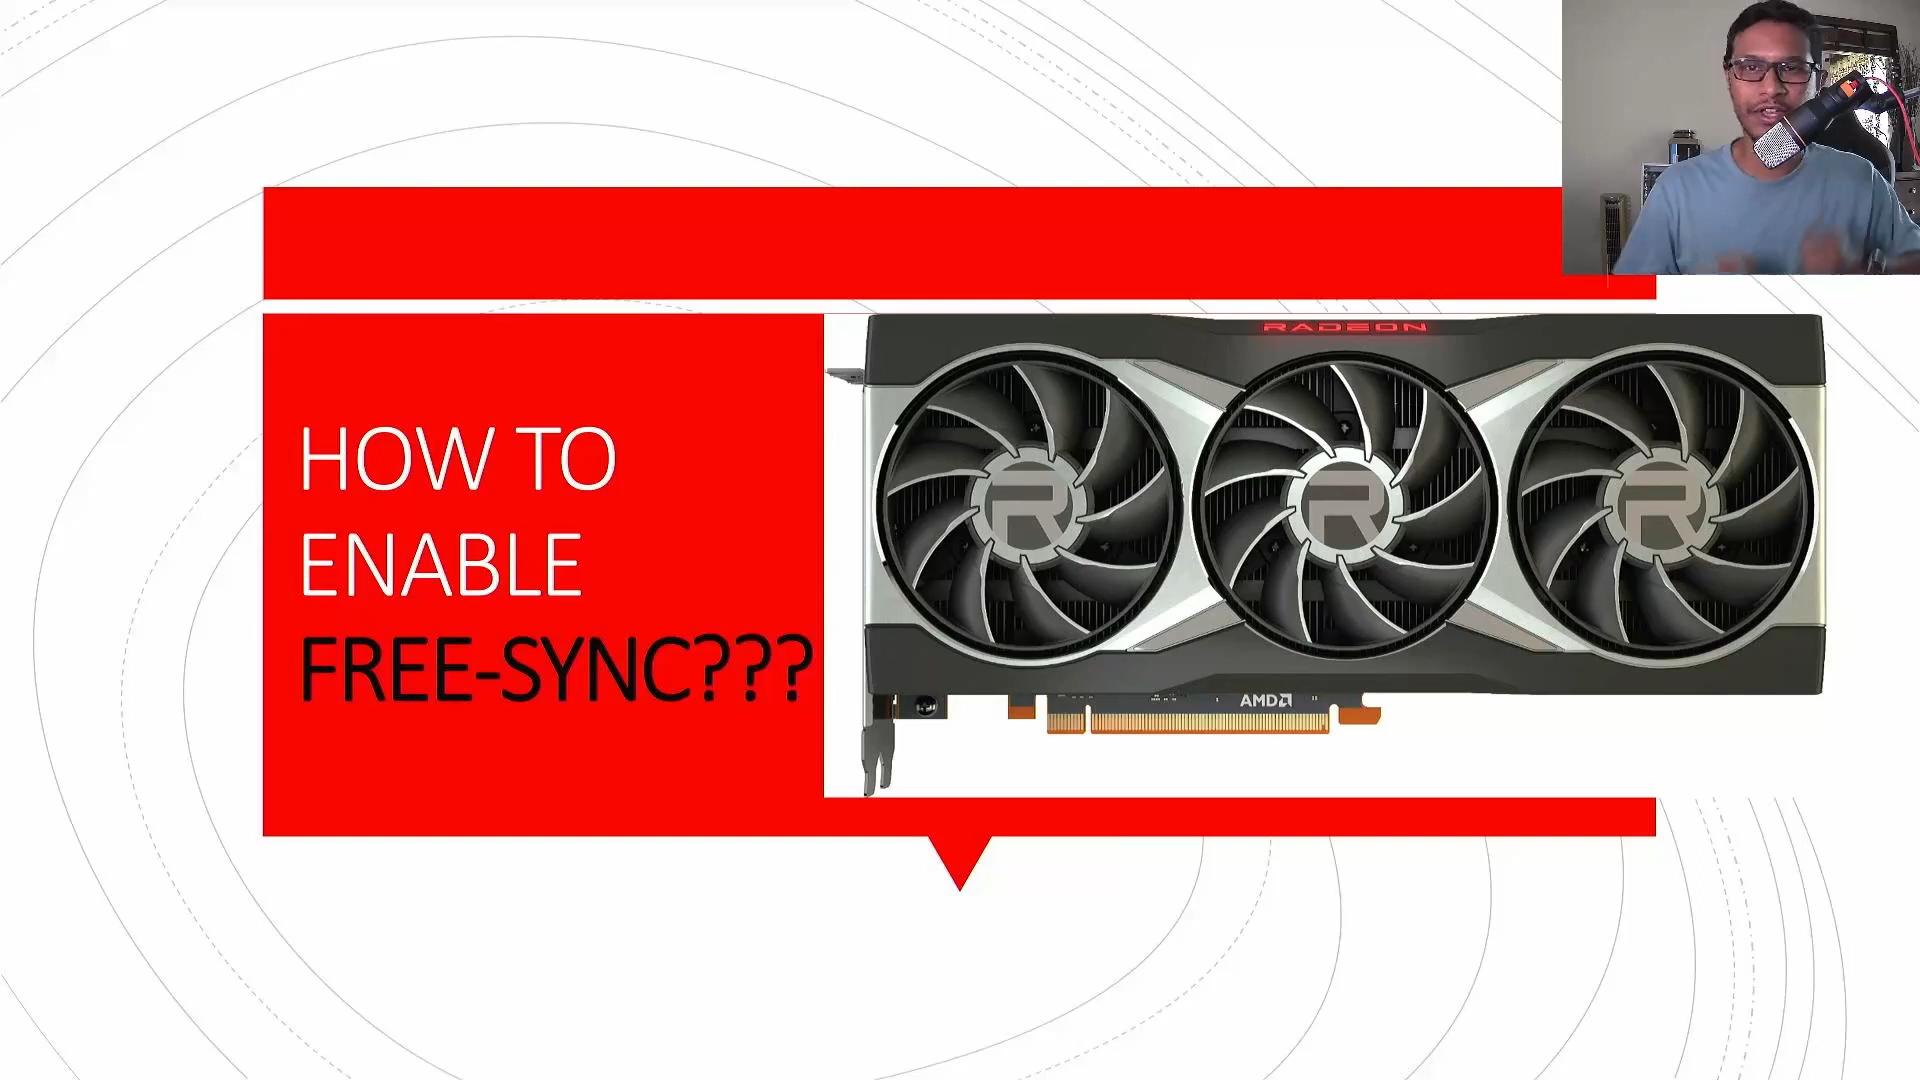 RADEON
HOW TO
ENABLE
FREE-SYNC???
R
R
R
AMD